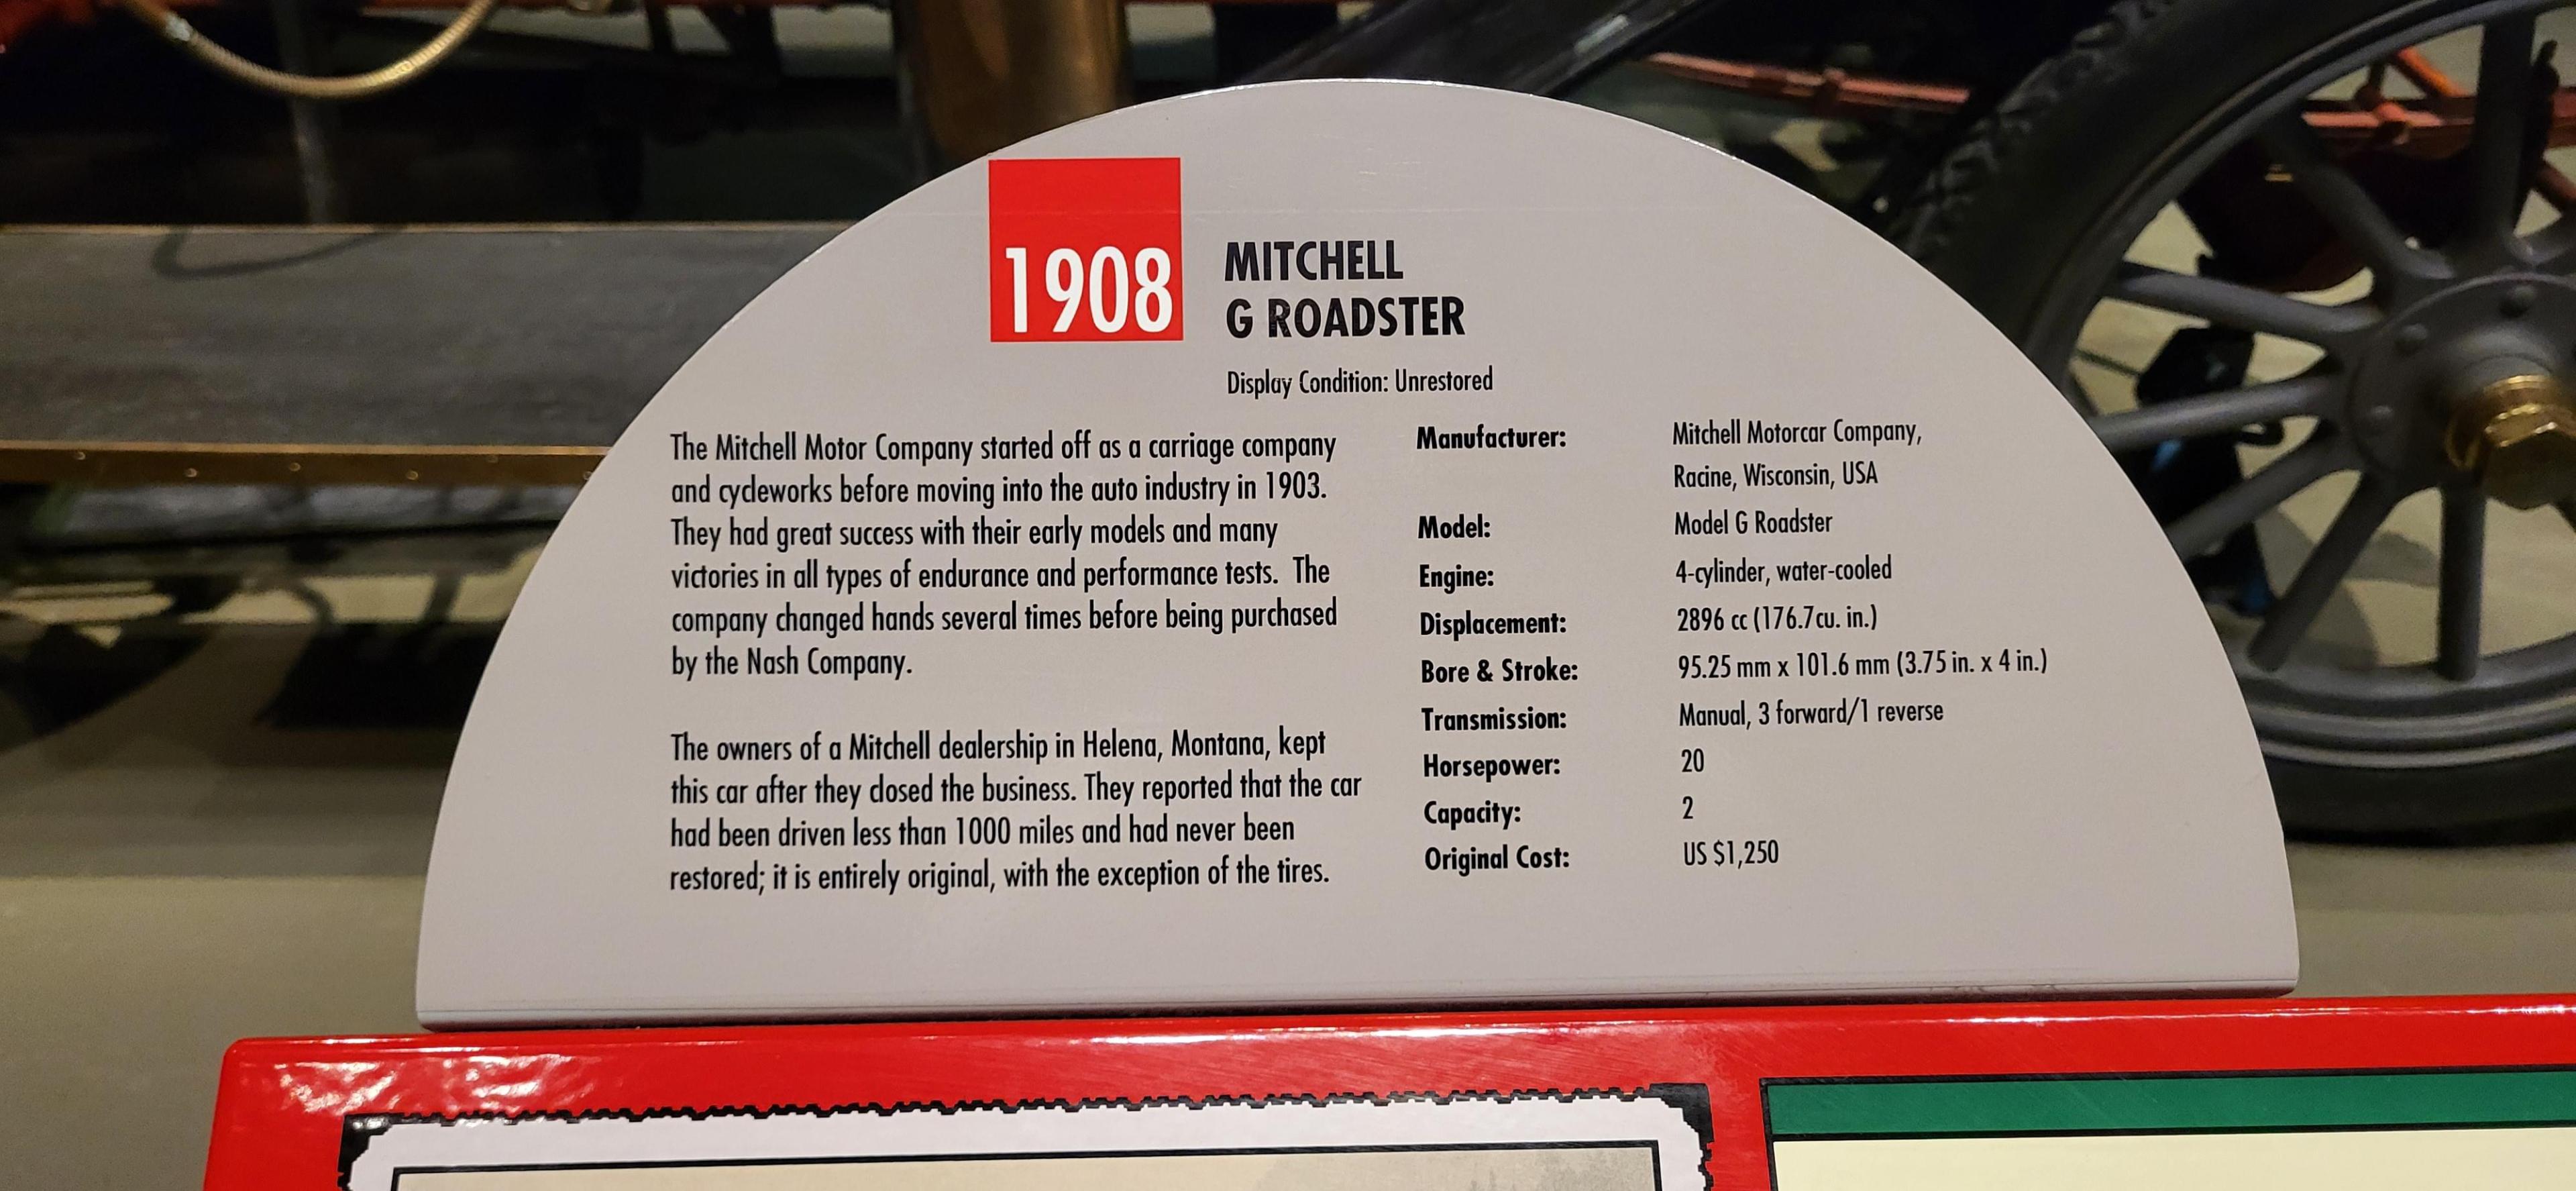 1908
MITCHELL
G ROADSTER
Display Condition: Unrestored
The Mitchell Motor Company started off as a carriage company
and cycleworks before moving into the auto industry in 1903.
They had great success with their early models and many
victories in all types of endurance and performance tests.  The
company changed hands several times before being purchased
by the Nash Company.
The owners of a Mitchell dealership in Helena, Montana, kept
this car after they closed the business. They reported that the car
had been driven less than 1000 miles and had never been
restored; it is entirely original, with the exception of the tires.
Manufacturer: Mitchell Motorcar Company,
Racine, Wisconsin, USA
Model: Model G Roadster
Engine: 4-cylinder, water-cooled
Displacement: 2896 cc (176.7cu. in.)
Bore & Stroke: 95.25 mm x 101.6 mm (3.75 in. x 4 in.)
Transmission: Manual, 3 forward/1 reverse
Horsepower: 20
Capacity: 2
Original Cost: US $1,250